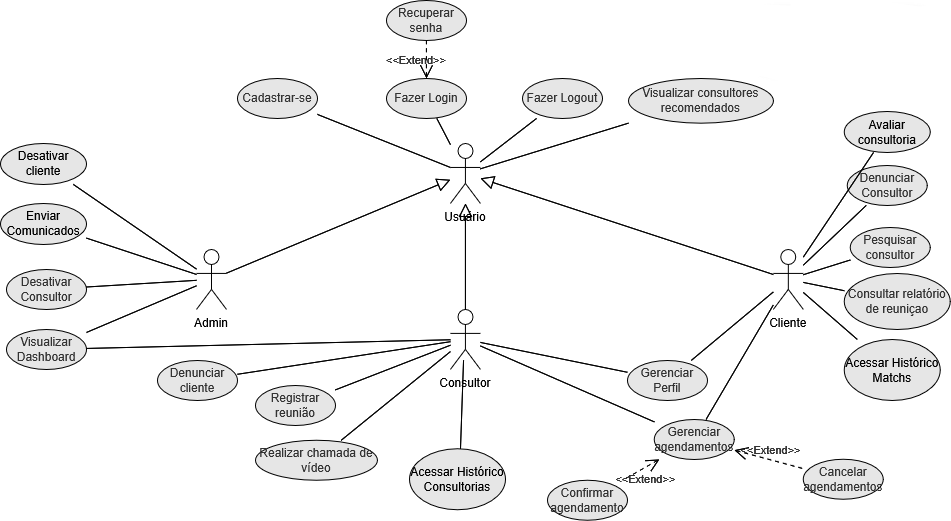 Recuperar
senha
<<Extend>>
Cadastrar-se
Fazer Login
Fazer Logout
Visualizar consultores
recomendados
Avaliar
consultoria
Desativar
cliente
Denunciar
Consultor
Enviar
Comunicados
Usuário
Pesquisar
consultor
Desativar
Consultor
Consultar relatório
de reuniçao
Admin
Cliente
Visualizar
Dashboard
Consultor
Denunciar
cliente
Gerenciar
Perfil
Acessar Histórico
Matchs
Registrar
reunião
Gerenciar
agendamentos
Realizar chamada de
vídeo
<<Extend>>
Acessar Histórico
Consultorias
<<Extend>>
Cancelar
agendamentos
Confirmar
agendamento